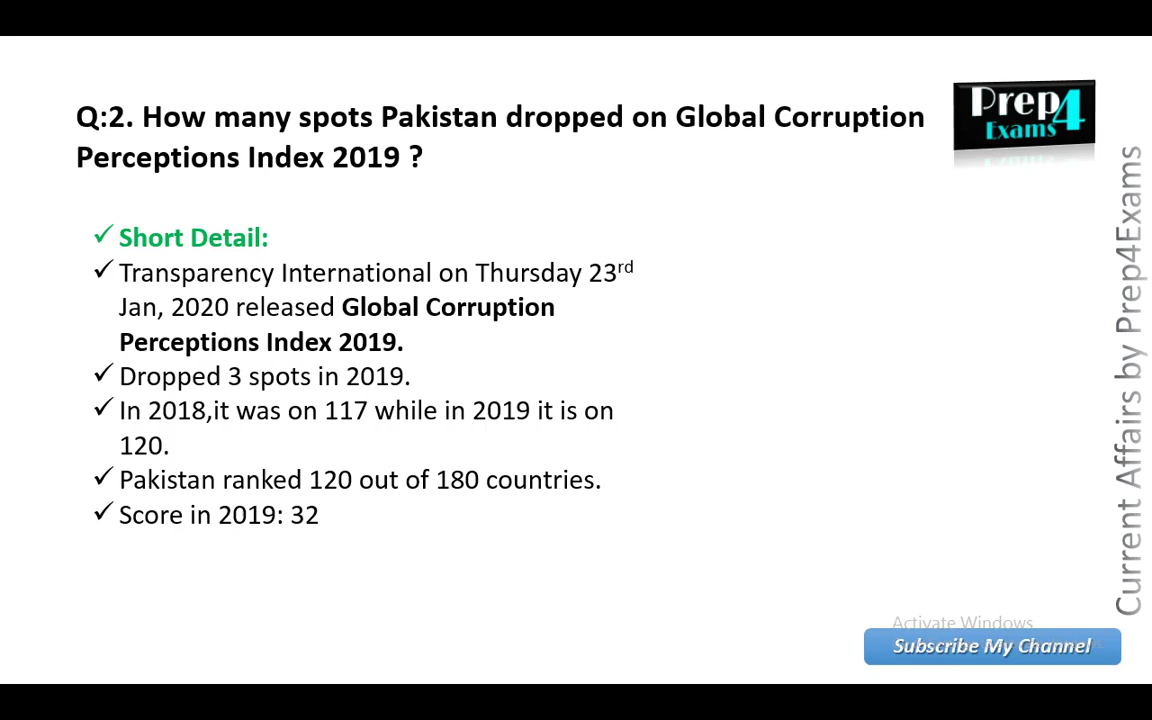 Q:2. How many spots Pakistan dropped on Global Corruption
Perceptions Index 2019 ?
Prep4
Exams
✓ Short Detail:
✓ Transparency International on Thursday 23rd
Jan, 2020 released Global Corruption
Perceptions Index 2019.
✓ Dropped 3 spots in 2019.
✓ In 2018,it was on 117 while in 2019 it is on
120.
✓ Pakistan ranked 120 out of 180 countries.
✓ Score in 2019: 32
Current Affairs by Prep4Exams
Activate Windows
Subscribe My Channel